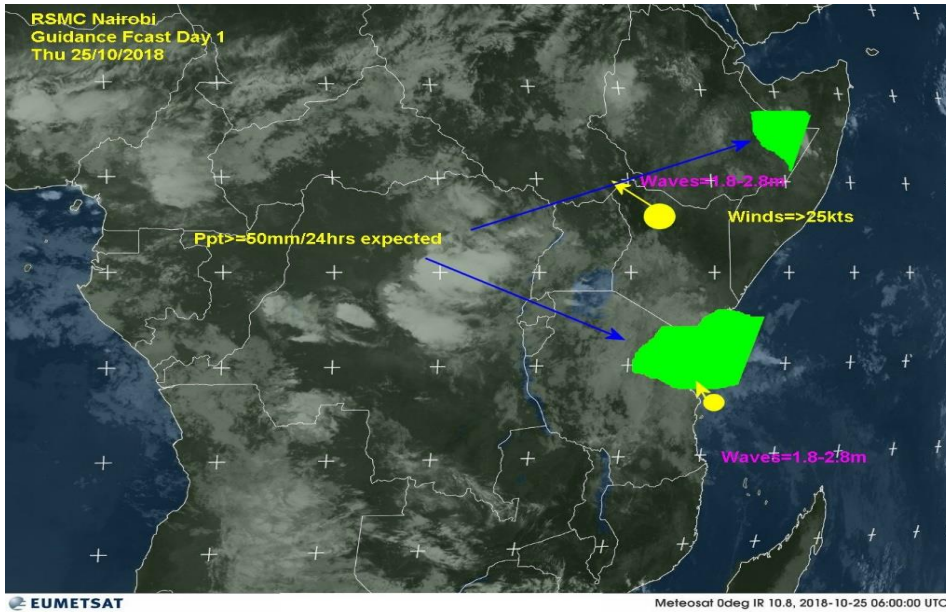 RSMC Nairobi
Guidance Fcast Day 1
Thu 25/10/2018
Waves=1.8-2.8m
Winds=>25kts
Ppt>=50mm/24hrs expected
Waves=1.8-2.8m
EUMETSAT
Meteosat 0deg IR 10.8, 2018-10-25 06:00:00 UTC